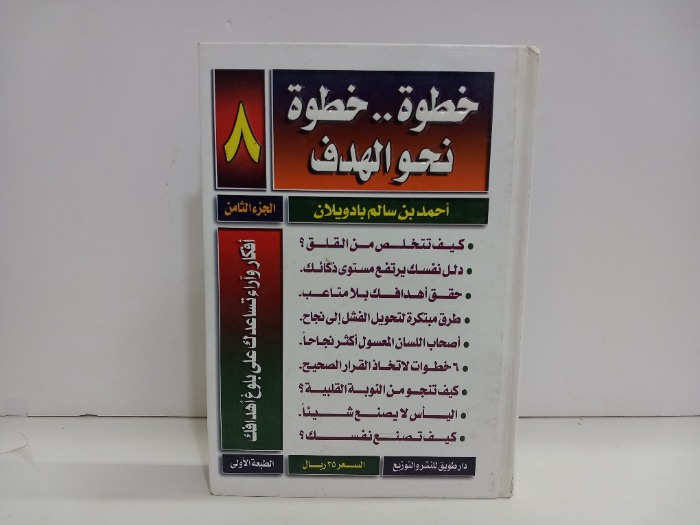 خطوة .. خطوة
نحو الهدف
٨
أحمد بن سالم بادويلان
الجزء الثامن
كيف تتخلص من القلق ؟
دلل نفسك يرتفع مستوى ذكائك.
حقق أهدافك بلا متاعب.
طرق مبتكرة لتحويل الفشل إلى نجاح.
أصحاب اللسان المعسول أكثر نجاحاً.
٦ خطوات لاتخاذ القرار الصحيح.
كيف تنجو من النوبة القلبية ؟
اليأس لا يصنع شيئاً.
كيف تصنع نفسك ؟
أفكار وآراء تساعدك على بلوغ أهدافك
دار طويق للنشر والتوزيع
السعر ٢٥ ريال
الطبعة الأولى